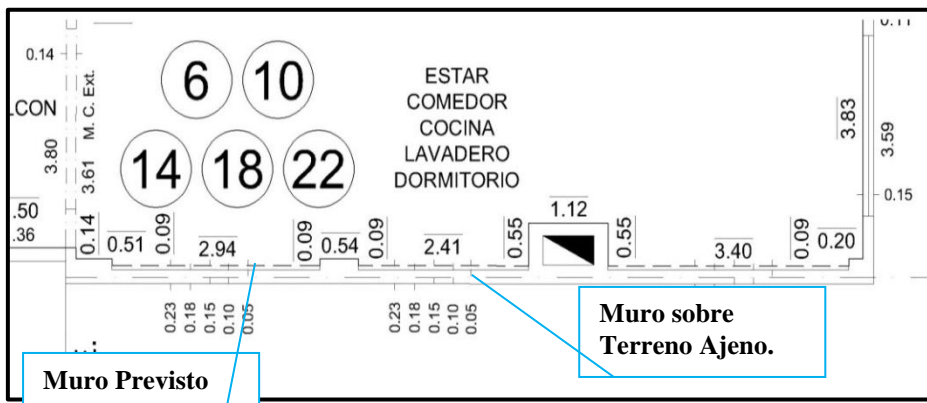 0.11
0.14
6 10
ESTAR
COMEDOR
COCINA
LAVADERO
DORMITORIO
LCON
M. C. Ext.
3.80
3.61
14 18 22
3.83
3.59
0.15
.50
.36
0.14
0.51
0.09
2.94
0.09
0.54
0.09
2.41
0.55
1.12
0.55
3.40
0.09
0.20
0.23 0.18 0.15 0.10 0.05
0.23 0.18 0.15 0.10 0.05
Muro sobre
Terreno Ajeno.
Muro Previsto